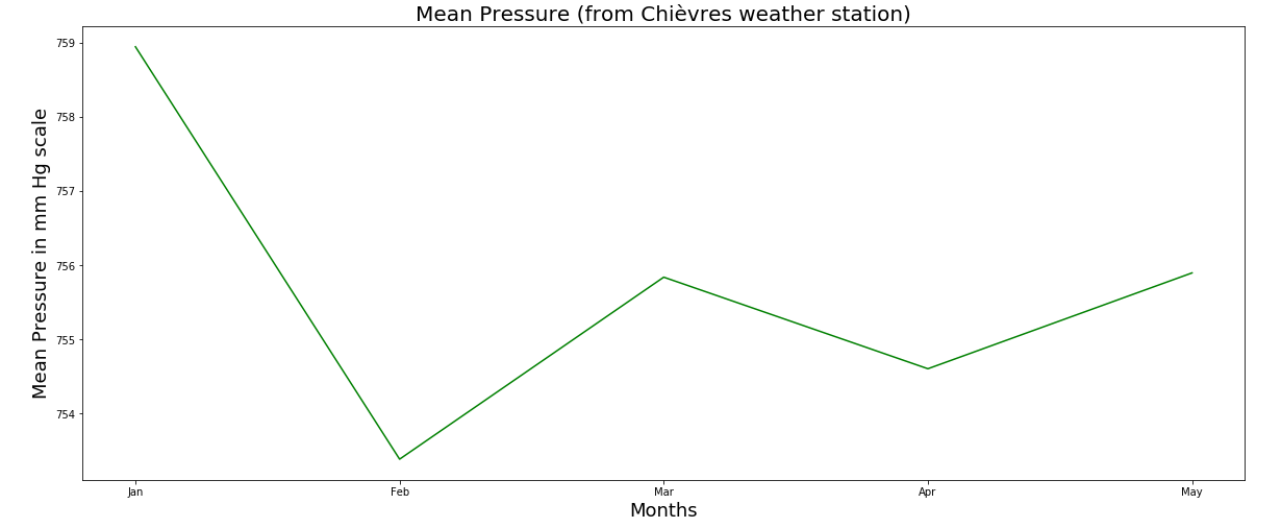 Mean Pressure (from Chièvres weather station)
Mean Pressure in mm Hg scale
759
758
757
756
755
754
Jan Feb Mar Apr May
Months